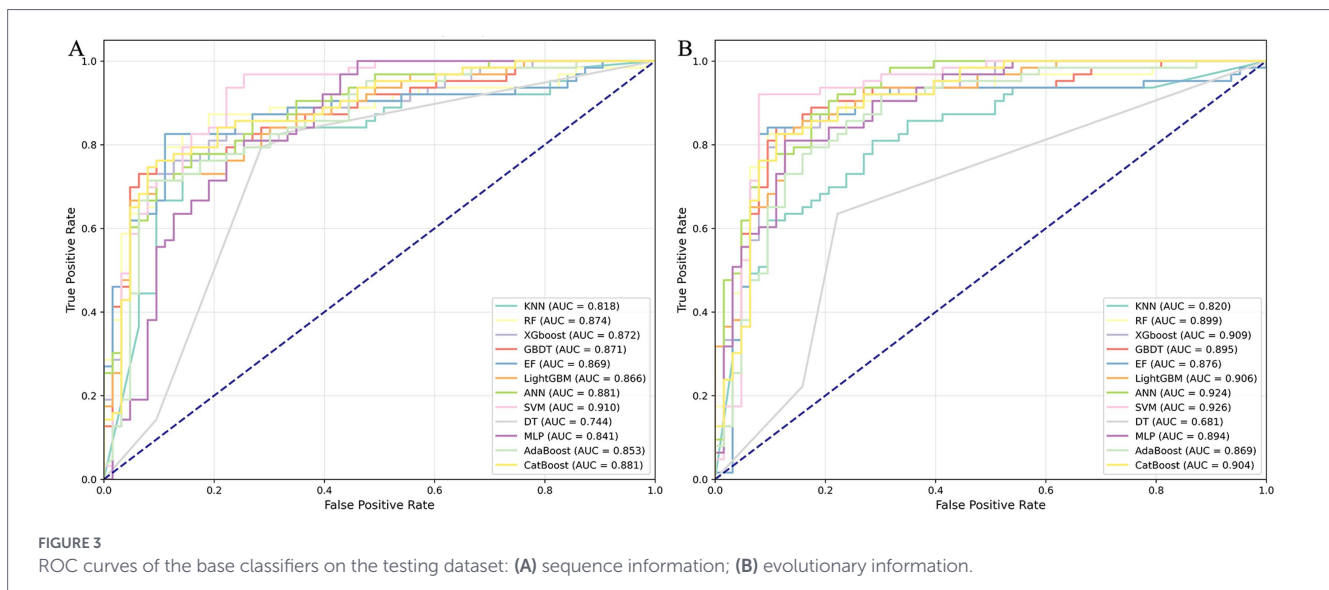 A
True Positive Rate
1.0
0.8
0.6
0.4
0.2
0.0
0.0 0.2 0.4 0.6 0.8 1.0
False Positive Rate
KNN (AUC = 0.818)
RF (AUC = 0.874)
XGboost (AUC = 0.872)
GBDT (AUC = 0.871)
EF (AUC = 0.869)
LightGBM (AUC = 0.866)
ANN (AUC = 0.881)
SVM (AUC = 0.910)
DT (AUC = 0.744)
MLP (AUC = 0.841)
AdaBoost (AUC = 0.853)
CatBoost (AUC = 0.881)
B
True Positive Rate
1.0
0.8
0.6
0.4
0.2
0.0
0.0 0.2 0.4 0.6 0.8 1.0
False Positive Rate
KNN (AUC = 0.820)
RF (AUC = 0.899)
XGboost (AUC = 0.909)
GBDT (AUC = 0.895)
EF (AUC = 0.876)
LightGBM (AUC = 0.906)
ANN (AUC = 0.924)
SVM (AUC = 0.926)
DT (AUC = 0.681)
MLP (AUC = 0.894)
AdaBoost (AUC = 0.869)
CatBoost (AUC = 0.904)
FIGURE 3
ROC curves of the base classifiers on the testing dataset: (A) sequence information; (B) evolutionary information.